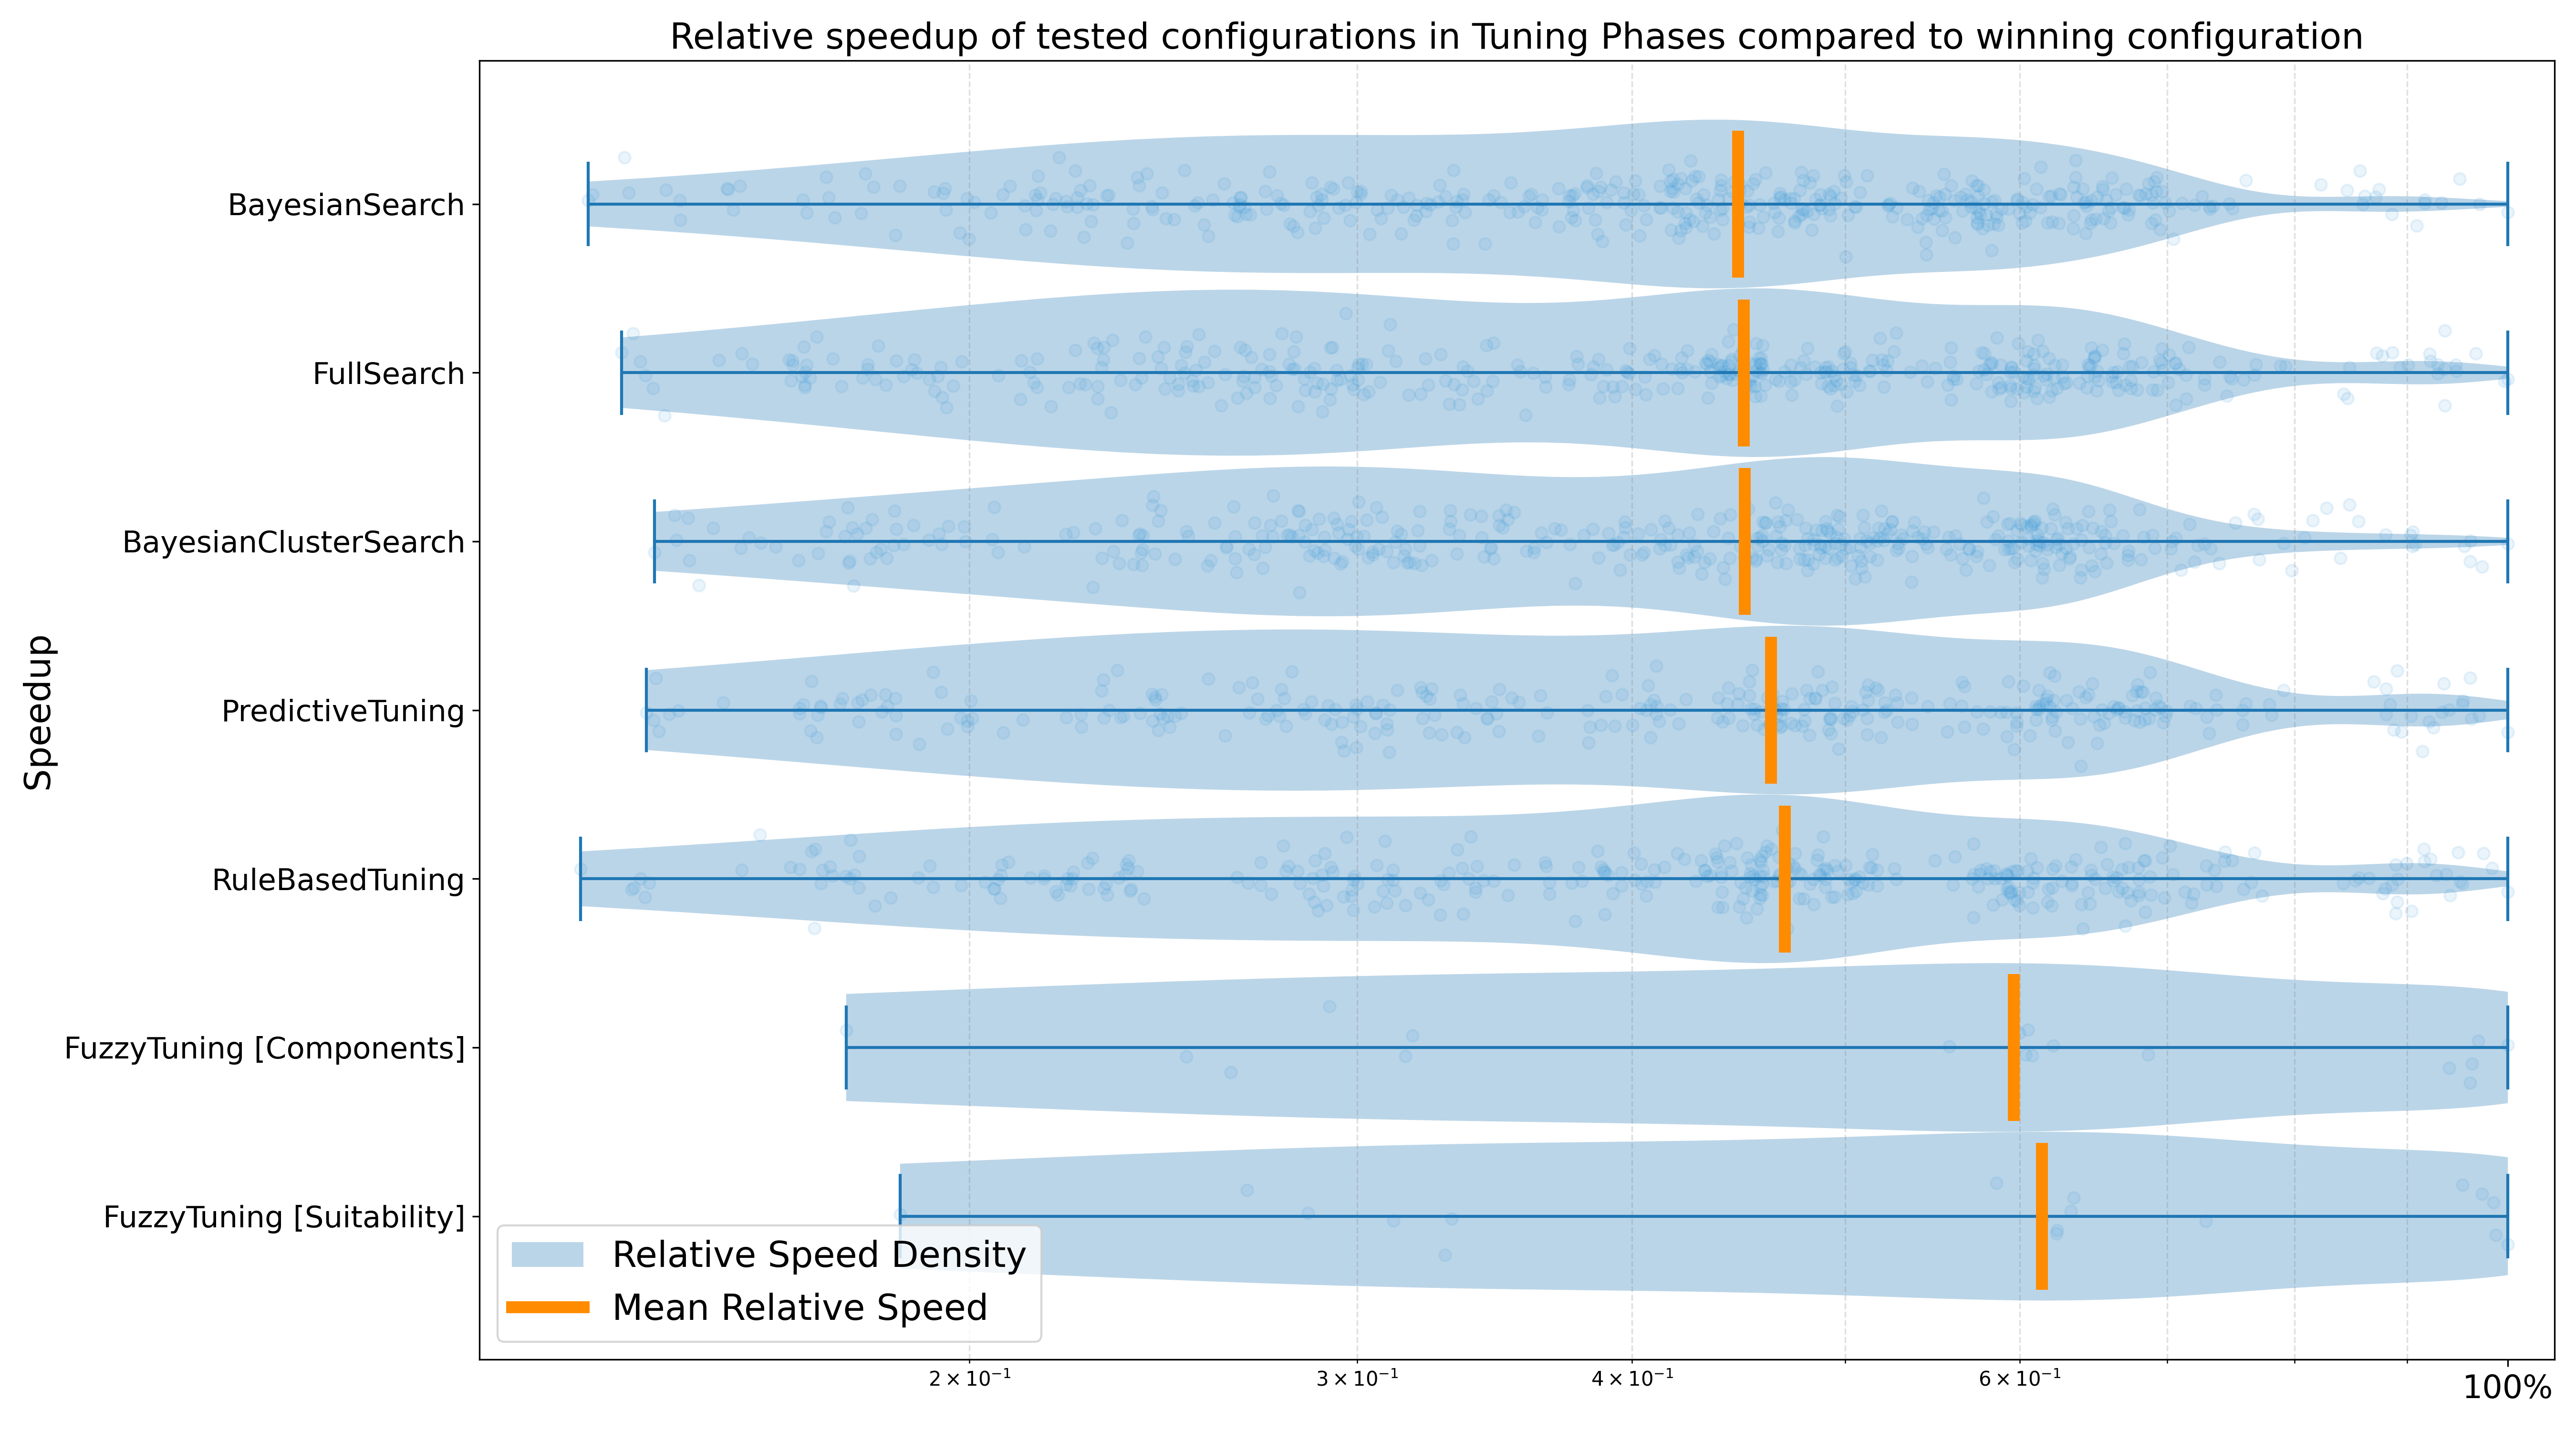 Relative speedup of tested configurations in Tuning Phases compared to winning configuration
Speedup
BayesianSearch
FullSearch
BayesianClusterSearch
PredictiveTuning
RuleBasedTuning
FuzzyTuning [Components]
FuzzyTuning [Suitability]
Relative Speed Density
Mean Relative Speed
2 × 10⁻¹ 3 × 10⁻¹ 4 × 10⁻¹ 6 × 10⁻¹ 100%